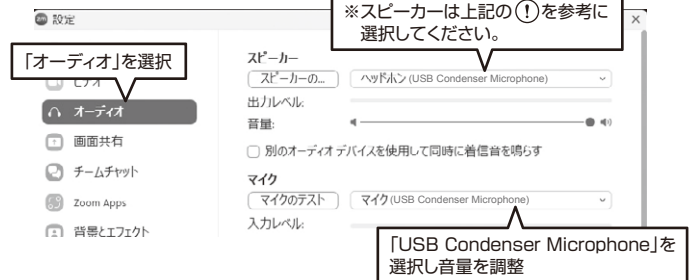 ※スピーカーは上記の(!)を参考に
選択してください。
zm 設定
×
「オーディオ」を選択
ビデオ
オーディオ
画面共有
チームチャット
Zoom Apps
背景とエフェクト
スピーカー
スピーカーの... ヘッドホン (USB Condenser Microphone)
出力レベル:
音量:
別のオーディオ デバイスを使用して同時に着信音を鳴らす
マイク
マイクのテスト マイク (USB Condenser Microphone)
入力レベル:
「USB Condenser Microphone」を
選択し音量を調整